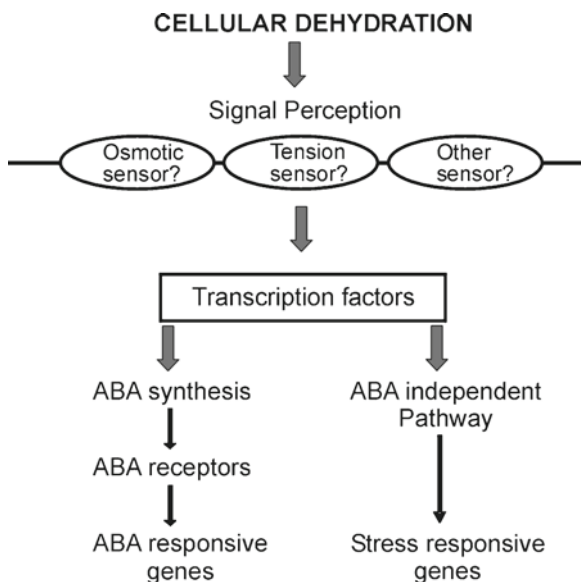 CELLULAR DEHYDRATION
Signal Perception
Osmotic
sensor?
Tension
sensor?
Other
sensor?
Transcription factors
ABA synthesis
ABA receptors
ABA responsive
genes
ABA independent
Pathway
Stress responsive
genes